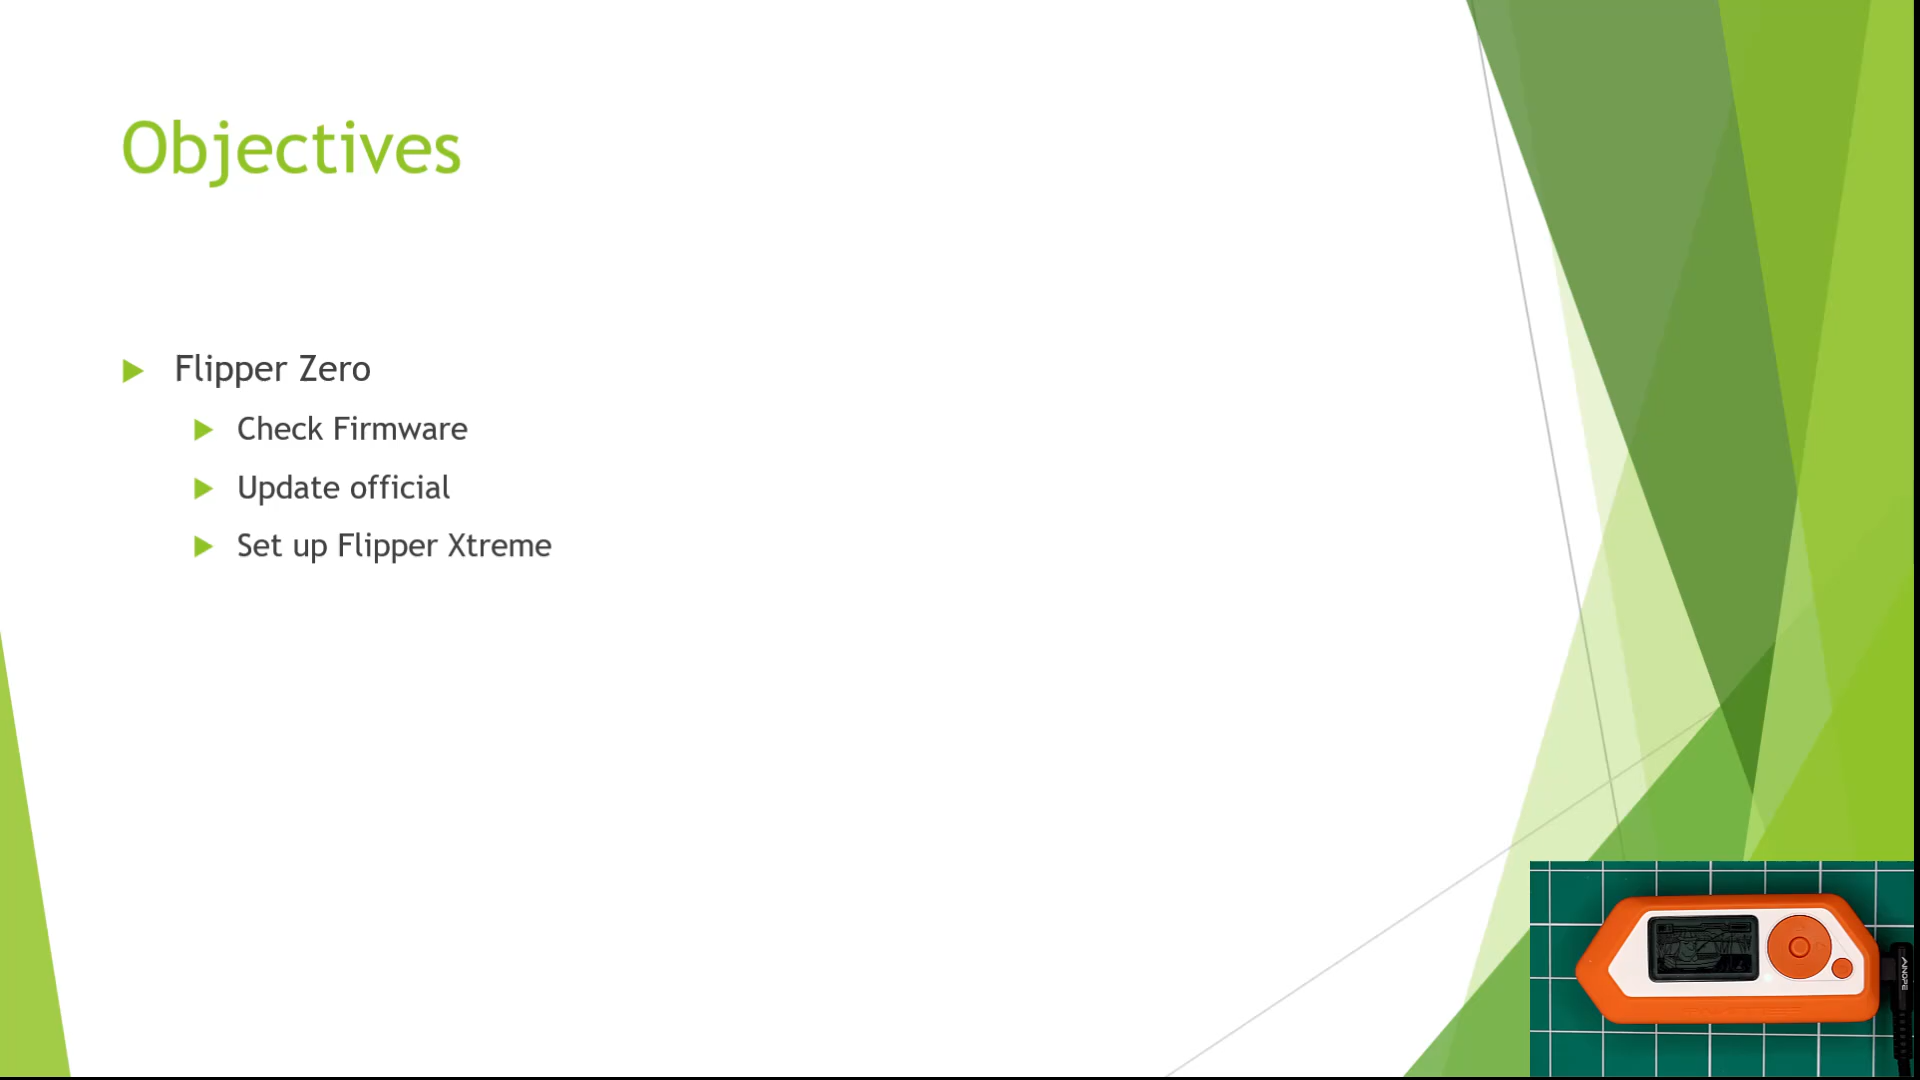 Objectives
Flipper Zero
Check Firmware
Update official
Set up Flipper Xtreme